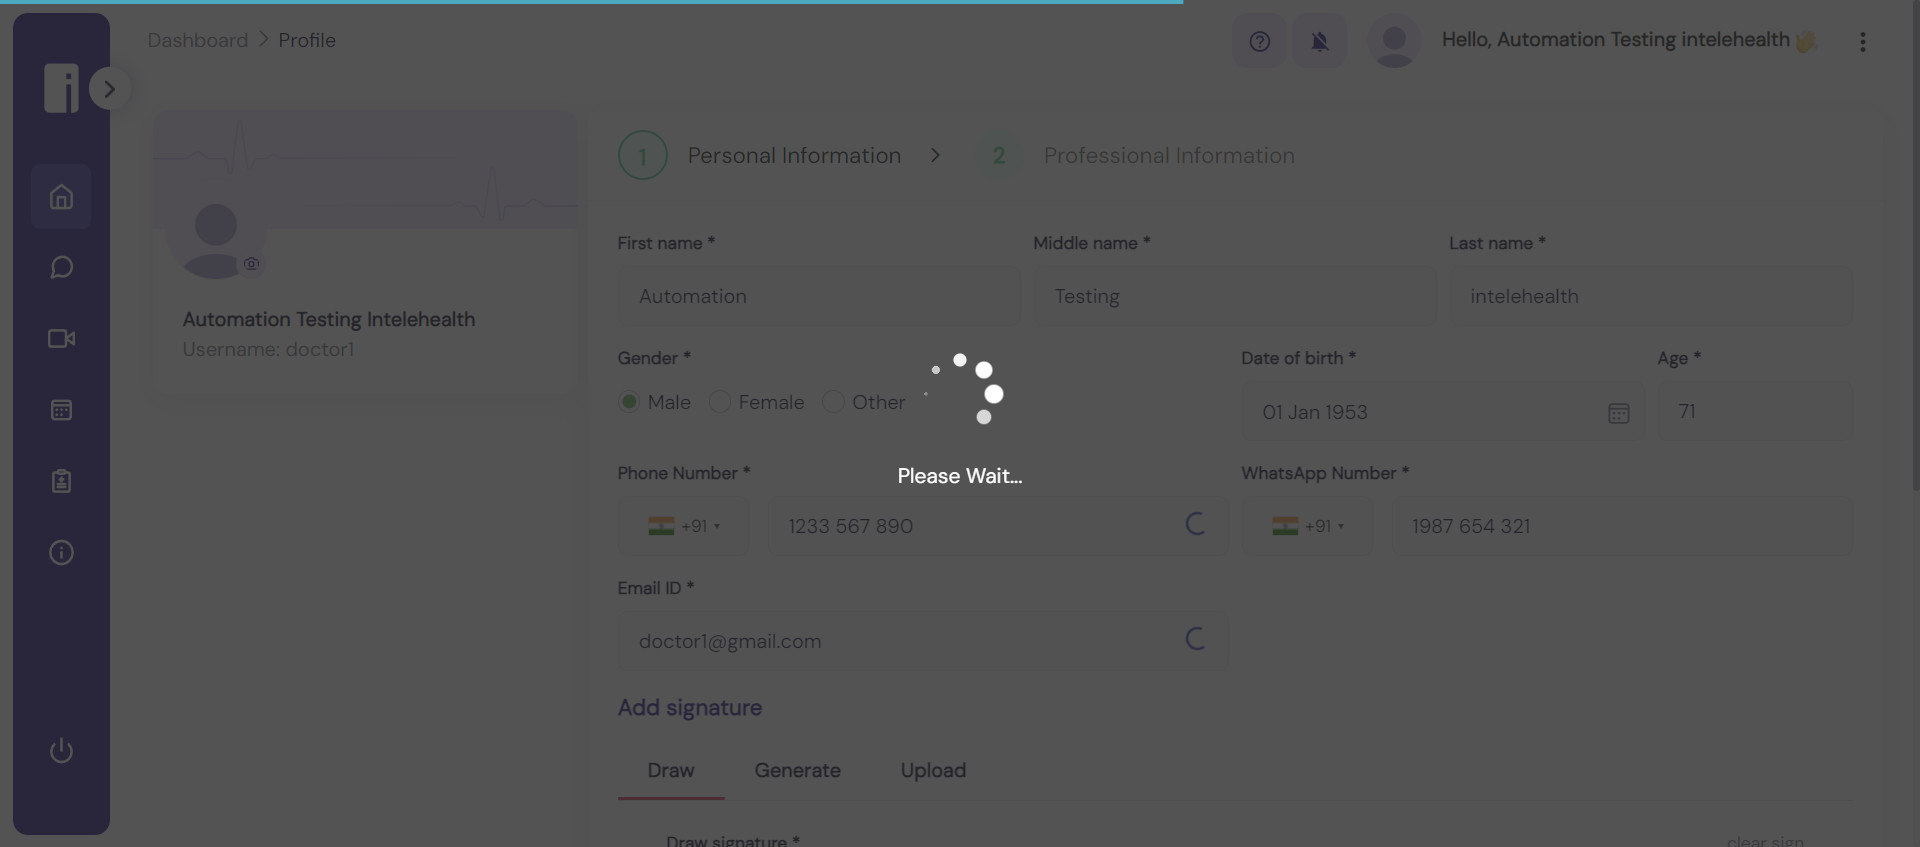 Dashboard > Profile
Hello, Automation Testing intelehealth 👋
1 Personal Information > 2 Professional Information
Automation Testing Intelehealth
Username: doctor1
First name * Middle name * Last name *
Automation Testing intelehealth
Gender * Date of birth * Age *
Male Female Other 01 Jan 1953 71
Please Wait...
Phone Number * WhatsApp Number *
+91 1233 567 890 +91 1987 654 321
Email ID *
doctor1@gmail.com
Add signature
Draw Generate Upload
Draw signature * clear sign